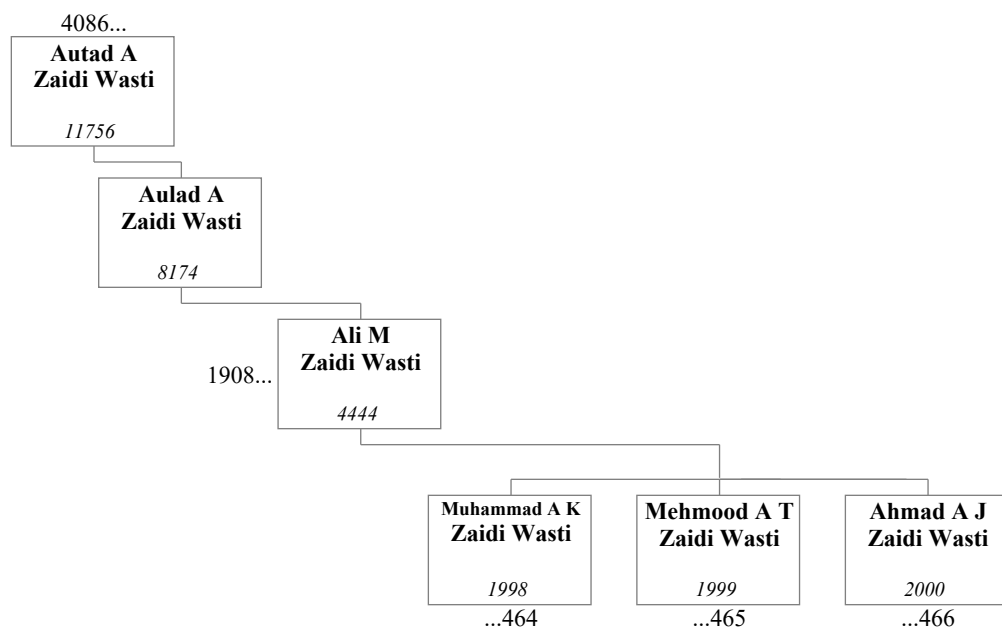 4086...
Autad A
Zaidi Wasti
11756
Aulad A
Zaidi Wasti
8174
1908...
Ali M
Zaidi Wasti
4444
Muhammad A K
Zaidi Wasti
1998
Mehmood A T
Zaidi Wasti
1999
Ahmad A J
Zaidi Wasti
2000
...464
...465
...466